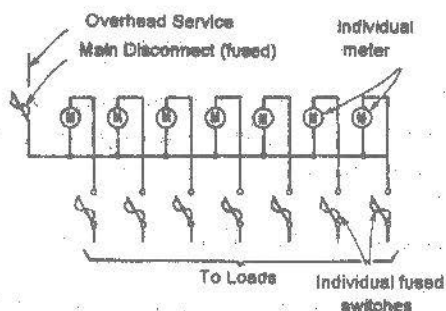 Overhead Service
Main Disconnect (fused)
Individual
meter
M M M M M M M
To Loads
Individual fused
switches